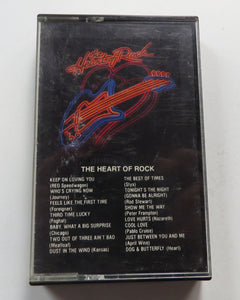 The
Heart of Rock
THE HEART OF ROCK
KEEP ON LOVING YOU
(REO Speedwagon)
WHO'S CRYING NOW
(Journey)
FEELS LIKE THE FIRST TIME
(Foreigner)
THIRD TIME LUCKY
(Foghat)
BABY, WHAT A BIG SURPRISE
(Chicago)
TWO OUT OF THREE AIN'T BAD
(Meatloaf)
DUST IN THE WIND (Kansas)
THE BEST OF TIMES
(Styx)
TONIGHT'S THE NIGHT
(GONNA BE ALRIGHT)
(Rod Stewart)
SHOW ME THE WAY
(Peter Frampton)
LOVE HURTS (Nazareth)
COOL LOVE
(Pablo Cruise)
JUST BETWEEN YOU AND ME
(April Wine)
DOG & BUTTERFLY (Heart)